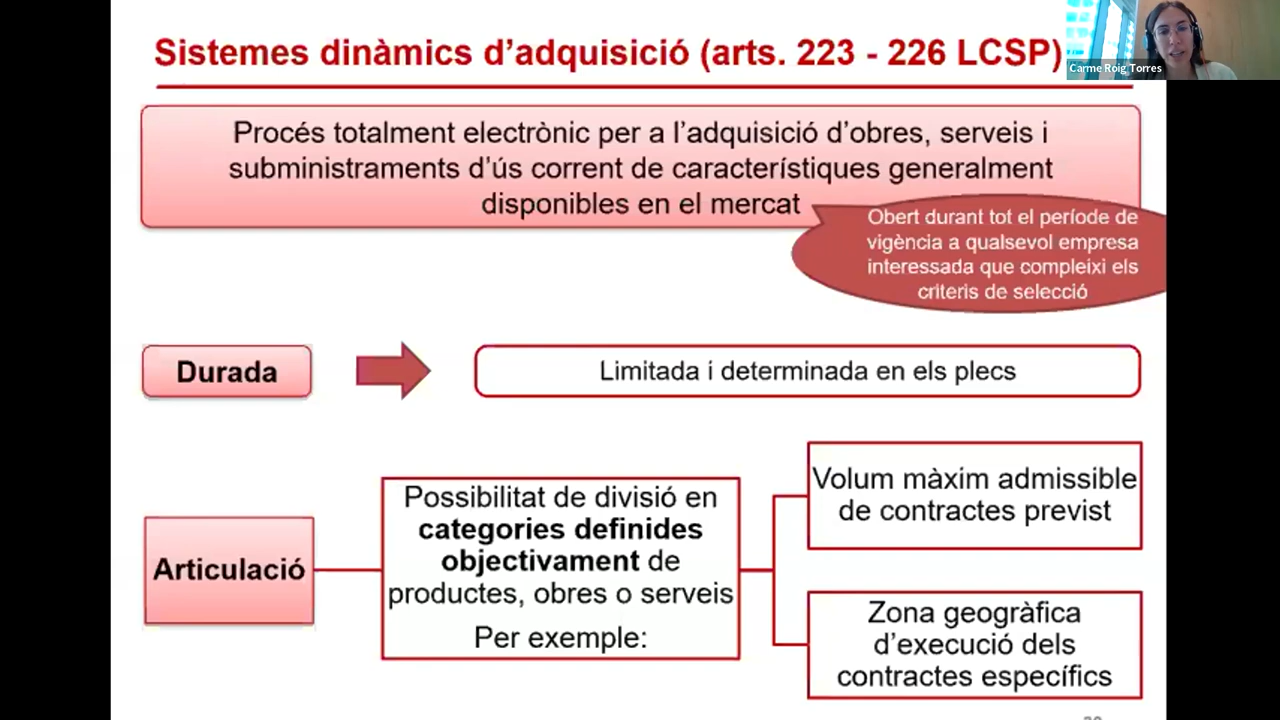 Sistemes dinàmics d'adquisició (arts. 223 - 226 LCSP)
Carme Roig Torres
Procés totalment electrònic per a l'adquisició d'obres, serveis i
subministraments d'ús corrent de característiques generalment
disponibles en el mercat
Obert durant tot el període de
vigència a qualsevol empresa
interessada que compleixi els
criteris de selecció
Durada
Limitada i determinada en els plecs
Articulació
Possibilitat de divisió en
categories definides
objectivament de
productes, obres o serveis
Per exemple:
Volum màxim admissible
de contractes previst
Zona geogràfica
d'execució dels
contractes específics